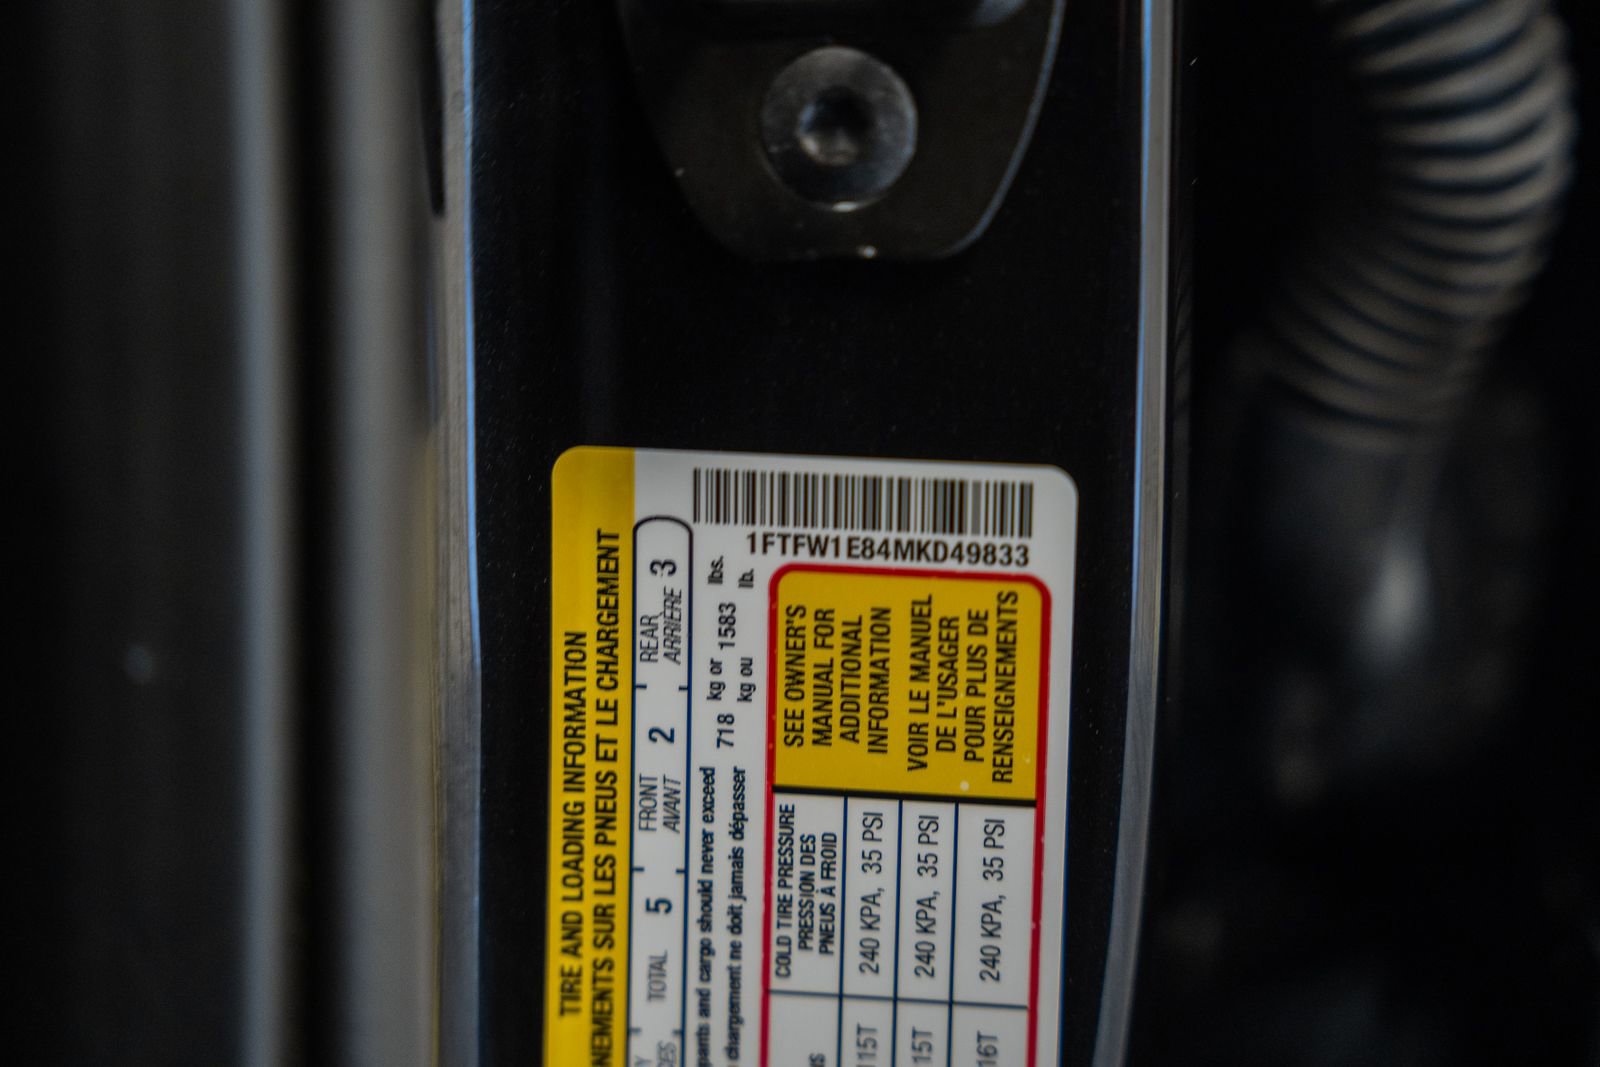 1FTFW1E84MKD49833
TIRE AND LOADING INFORMATION
SUR LES PNEUS ET LE CHARGEMENT
TOTAL 5 FRONT 2 REAR 3
AVANT ARRIÈRE
and cargo should never exceed 718 kg or 1583 lbs.
chargement ne doit jamais dépasser kg ou lb.
COLD TIRE PRESSURE
PRESSION DES
PNEUS À FROID
240 KPA, 35 PSI
240 KPA, 35 PSI
240 KPA, 35 PSI
SEE OWNER'S
MANUAL FOR
ADDITIONAL
INFORMATION
VOIR LE MANUEL
DE L'USAGER
POUR PLUS DE
RENSEIGNEMENTS